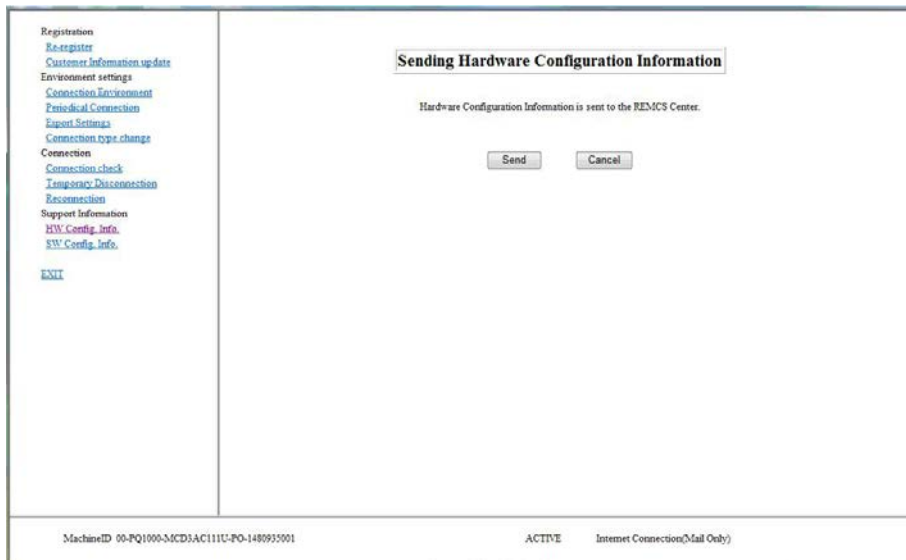 Registration
Re-register
Customer Information update
Environment settings
Connection Environment
Periodical Connection
Export Settings
Connection type change
Connection
Connection check
Temporary Disconnection
Reconnection
Support Information
HW Config. Info.
SW Config. Info.
EXIT
Sending Hardware Configuration Information
Hardware Configuration Information is sent to the REMCS Center.
Send Cancel
MachineID 00-PQ1000-MCD3AC111U-PO-1480935001 ACTIVE Internet Connection(Mail Only)